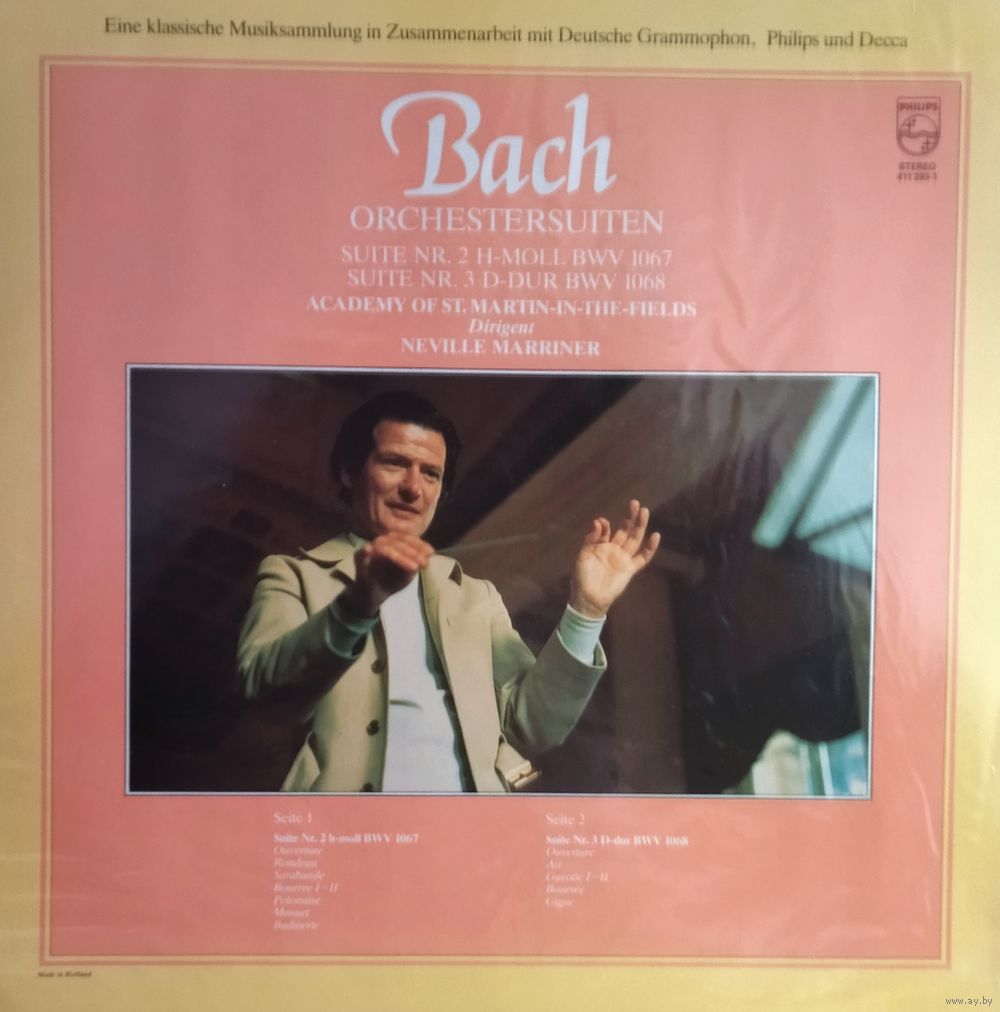 Eine klassische Musiksammlung in Zusammenarbeit mit Deutsche Grammophon, Philips und Decca
Bach
PHILIPS
STEREO
411 293-1
ORCHESTERSUITEN
SUITE NR. 2 H-MOLL BWV 1067
SUITE NR. 3 D-DUR BWV 1068
ACADEMY OF ST. MARTIN-IN-THE-FIELDS
Dirigent
NEVILLE MARRINER
Seite 1
Suite Nr. 2 h-moll BWV 1067
Ouverture
Rondeau
Sarabande
Bourrée I–II
Polonaise
Menuet
Badinerie
Seite 2
Suite Nr. 3 D-dur BWV 1068
Ouverture
Air
Gavotte I–II
Bourrée
Gigue
Made in Holland
www.ay.by